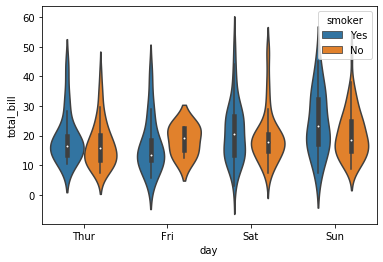 smoker
Yes
No
total_bill
60
50
40
30
20
10
0
Thur
Fri
Sat
Sun
day